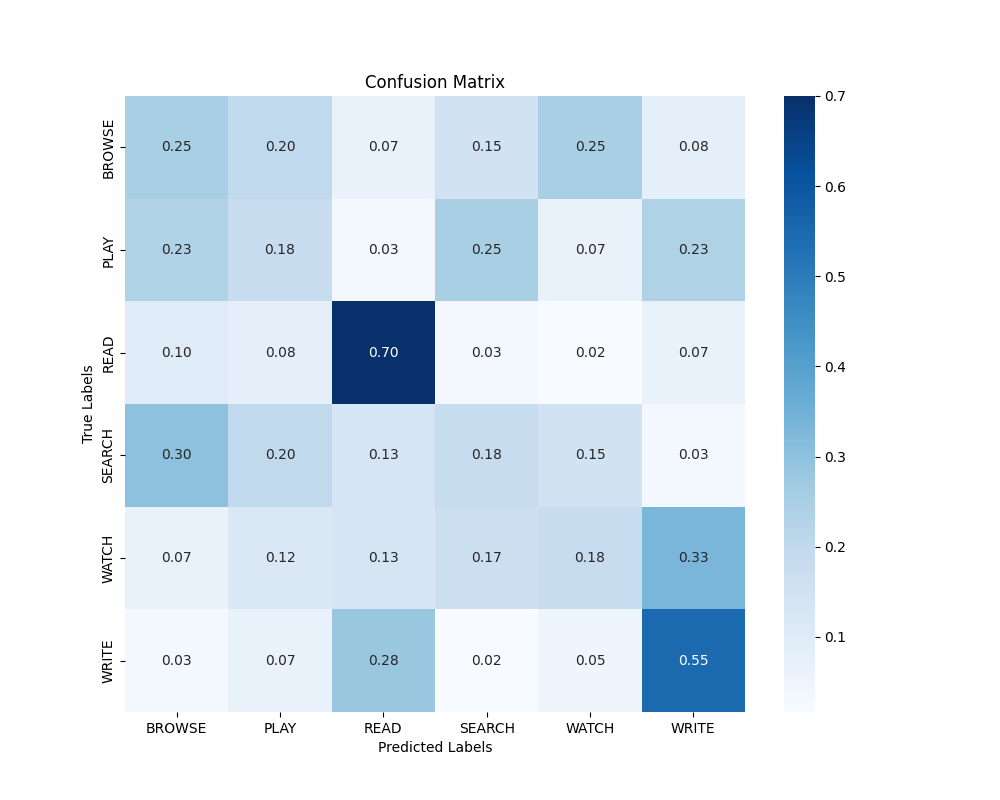 Confusion Matrix
True Labels
BROWSE 0.25 0.20 0.07 0.15 0.25 0.08
PLAY 0.23 0.18 0.03 0.25 0.07 0.23
READ 0.10 0.08 0.70 0.03 0.02 0.07
SEARCH 0.30 0.20 0.13 0.18 0.15 0.03
WATCH 0.07 0.12 0.13 0.17 0.18 0.33
WRITE 0.03 0.07 0.28 0.02 0.05 0.55
BROWSE PLAY READ SEARCH WATCH WRITE
Predicted Labels
0.7
0.6
0.5
0.4
0.3
0.2
0.1